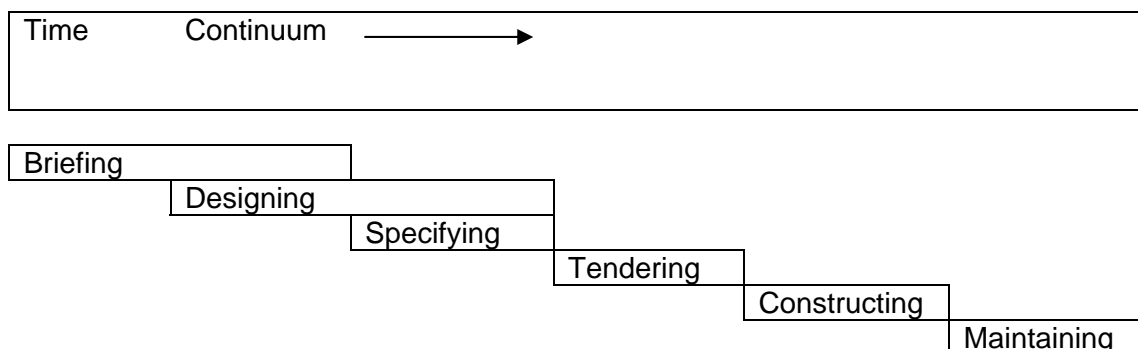 Time Continuum
Briefing
Designing
Specifying
Tendering
Constructing
Maintaining